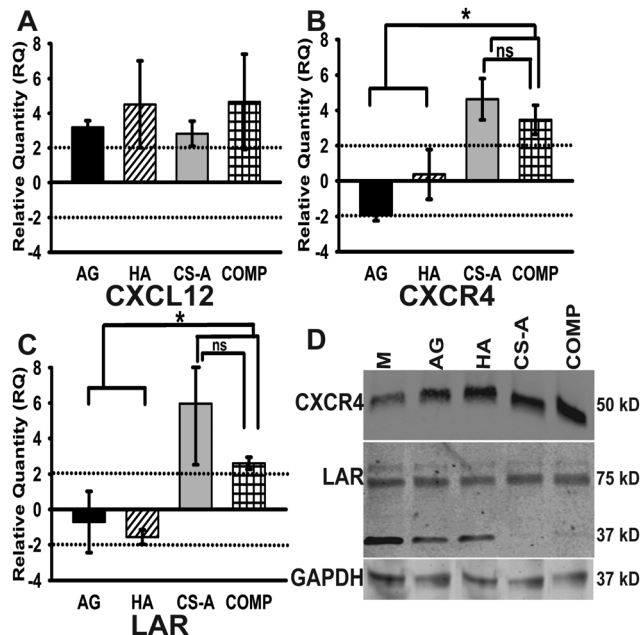 A
Relative Quantity (RQ)
8
6
4
2
0
-2
-4
AG HA CS-A COMP
CXCL12
B
Relative Quantity (RQ)
8
6
4
2
0
-2
-4
*
ns
AG HA CS-A COMP
CXCR4
C
Relative Quantity (RQ)
8
6
4
2
0
-2
-4
*
ns
AG HA CS-A COMP
LAR
D
M AG HA CS-A COMP
CXCR4 50 kD
LAR 75 kD
37 kD
GAPDH 37 kD